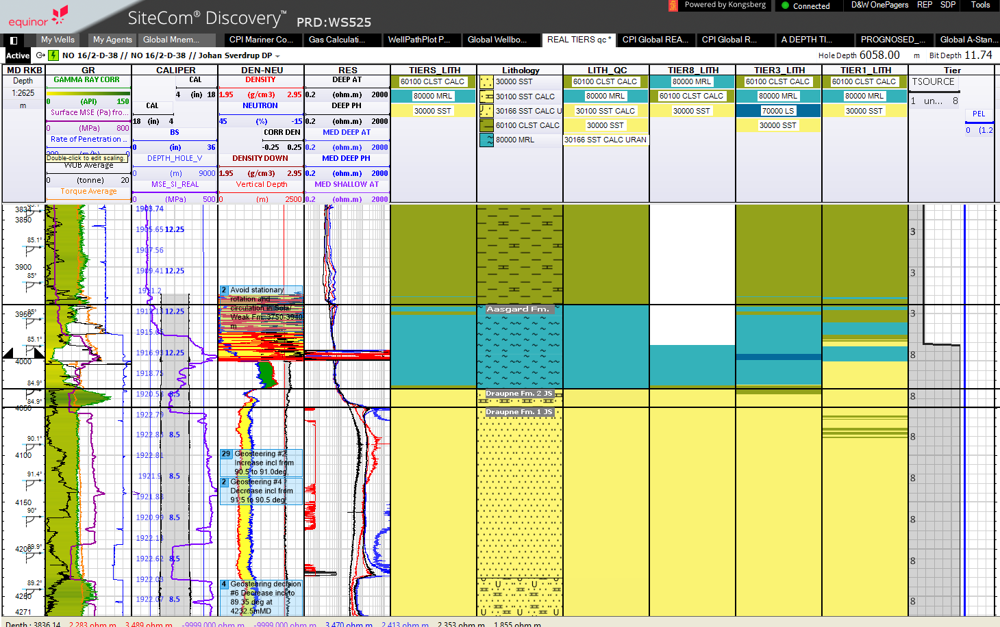 equinor
SiteCom® Discovery™ PRD:WS525
Powered by Kongsberg
Connected
D&W OnePagers REP SDP Tools
My Wells
My Agents
Global Mnem...
CPI Mariner Co...
Gas Calculati...
WellPathPlot P...
Global Wellbo...
REAL TIERS qc *
CPI Global REA...
CPI Global R...
A DEPTH TI...
PROGNOSED_...
Global A-Stan...
Active NO 16/2-D-38 // NO 16/2-D-38 // Johan Sverdrup DP
Hole Depth 6058.00 m Bit Depth 11.74
MD RKB
Depth
1:2625
m
GR
GAMMA RAY CORR
0 (API) 150
Surface MSE (Pa) fro...
0 (MPa) 800
Rate of Penetration ...
Double-click to edit scaling.
WOB Average
0 (tonne) 20
Torque Average
CALIPER
CAL
4 (in) 18
CAL
18 (in) 4
BS
0 (in) 36
DEPTH_HOLE_V
0 (m) 9000
MSE_SI_REAL
(MPa) 500
DEN-NEU
DENSITY
1.95 (g/cm3) 2.95
NEUTRON
45 (%) -15
CORR DEN
-0.25 0.25
DENSITY DOWN
1.95 (g/cm3) 2.95
Vertical Depth
0 (m) 2500
RES
DEEP AT
0.2 (ohm.m) 2000
DEEP PH
0.2 (ohm.m) 2000
MED DEEP AT
0.2 (ohm.m) 2000
MED DEEP PH
0.2 (ohm.m) 2000
MED SHALLOW AT
0.2 (ohm.m) 2000
TIERS_LITH
60100 CLST CALC
80000 MRL
30000 SST
Lithology
30000 SST
30100 SST CALC
30166 SST CALC U
60100 CLST CALC
80000 MRL
LITH_QC
60100 CLST CALC
80000 MRL
30100 SST CALC
30000 SST
30166 SST CALC URAN
TIER8_LITH
80000 MRL
60100 CLST CALC
30000 SST
TIER3_LITH
60100 CLST CALC
80000 MRL
70000 LS
30000 SST
TIER1_LITH
60100 CLST CALC
80000 MRL
30000 SST
Tier
TSOURCE
1 un... 8
PEL
0 (1.2
3834
3850
3900
3950
4000
4050
4100
4150
4200
4250
4271
85.1°
85°
85.1°
84.9°
84.9°
90.1°
91.4°
90°
89.2°
1903.74
1905.65 12.25
1907.56
1909.41 12.25
12.25
1916.93 12.25
1918.75
8.5
1922.79
1922.83 8.5
1922.81
8.5
1921.83
1920.99 8.5
8.5
1922.62
1922.03
8.5
2 Avoid stationary
rotation and
circulation in Sola/
Weak Fm. 3750-3940
m
29 Geosteering #2
Increase incl from
90.5 to 91.0deg.
2 Geosteering #4
Decrease incl from
91.5 to 90.5 deg
4 Geosteering decision
#6 Decrease incl to
89.35 deg at
4232.5mMD
Aasgard Fm.
Draupne Fm. 2 JS
Draupne Fm. 1 JS
3
3
3
8
8
8
8
8
8
8
Depth : 3836.14 2.283 ohm.m 3.489 ohm.m -9999.000 ohm.m -9999.000 ohm.m 3.470 ohm.m 2.413 ohm.m 2.353 ohm.m 1.855 ohm.m